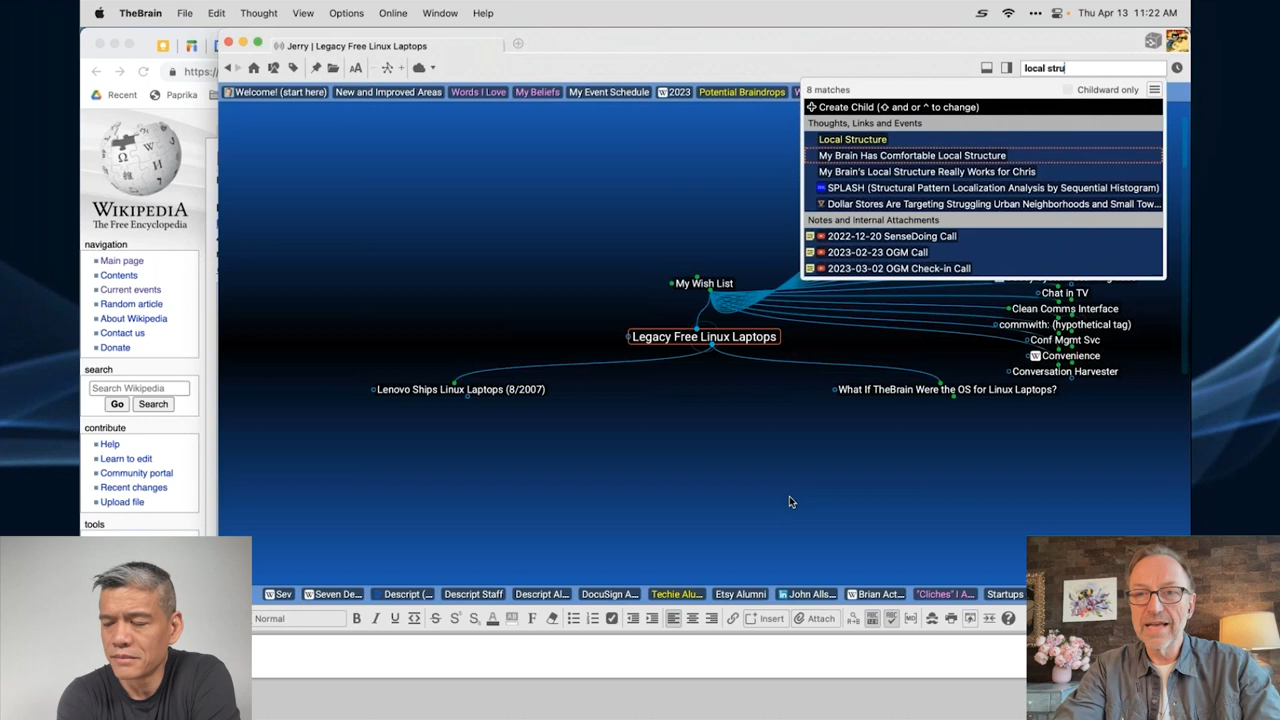 TheBrain File Edit Thought View Options Online Window Help
Thu Apr 13 11:22 AM
Jerry | Legacy Free Linux Laptops
https:/
Recent Paprika
local stru
Welcome! (start here) New and Improved Areas Words I Love My Beliefs My Event Schedule 2023 Potential Braindrops
8 matches
Childward only
Create Child (⇧ and or ^ to change)
Thoughts, Links and Events
Local Structure
My Brain Has Comfortable Local Structure
My Brain's Local Structure Really Works for Chris
SPLASH (Structural Pattern Localization Analysis by Sequential Histogram)
Dollar Stores Are Targeting Struggling Urban Neighborhoods and Small Tow...
Notes and Internal Attachments
2022-12-20 SenseDoing Call
2023-02-23 OGM Call
2023-03-02 OGM Check-in Call
WIKIPEDIA
The Free Encyclopedia
navigation
Main page
Contents
Current events
Random article
About Wikipedia
Contact us
Donate
search
Search Wikipedia
Go Search
contribute
Help
Learn to edit
Community portal
Recent changes
Upload file
tools
My Wish List
Chat in TV
Clean Comms Interface
commwith: (hypothetical tag)
Conf Mgmt Svc
Convenience
Conversation Harvester
Legacy Free Linux Laptops
Lenovo Ships Linux Laptops (8/2007)
What If TheBrain Were the OS for Linux Laptops?
Sev Seven De... Descript (... Descript Staff Descript Al... DocuSign A... Techie Alu... Etsy Alumni John Alls... Brian Act... "Cliches" I A... Startups
Normal B I U S S S A F Insert Attach